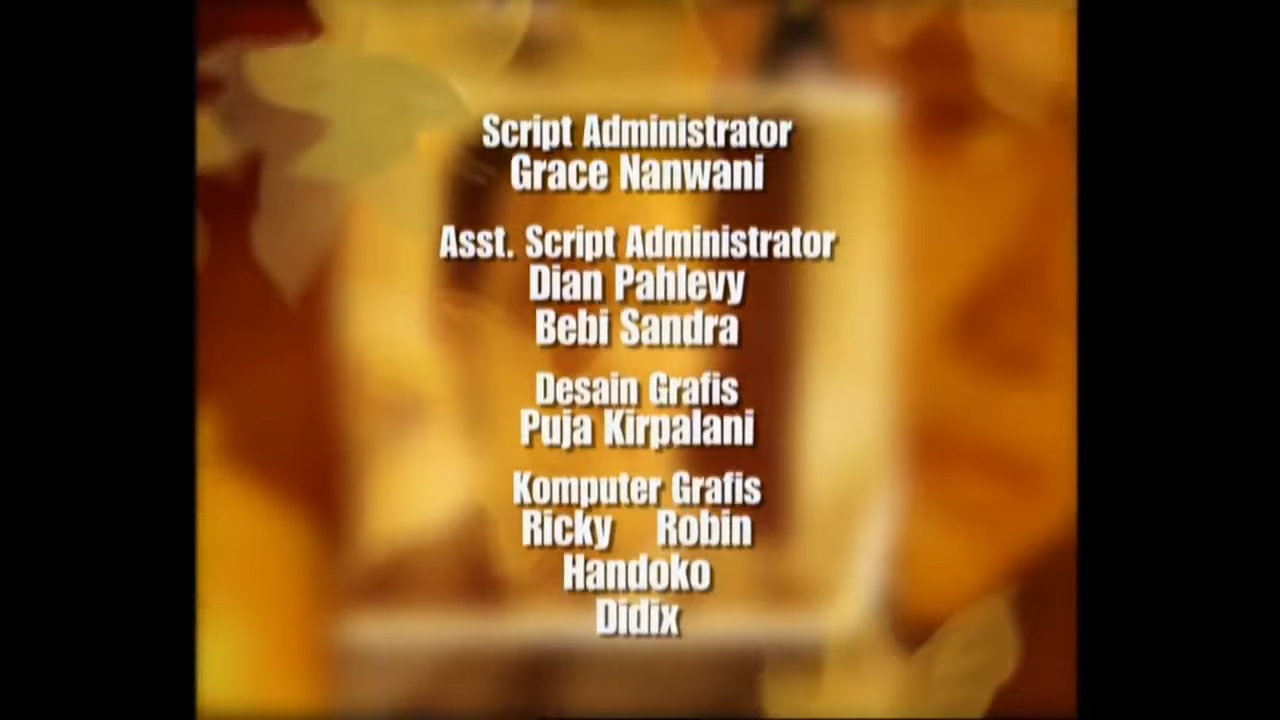 Script Administrator
Grace Nanwani
Asst. Script Administrator
Dian Pahlevy
Bebi Sandra
Desain Grafis
Puja Kirpalani
Komputer Grafis
Ricky Robin
Handoko
Didix